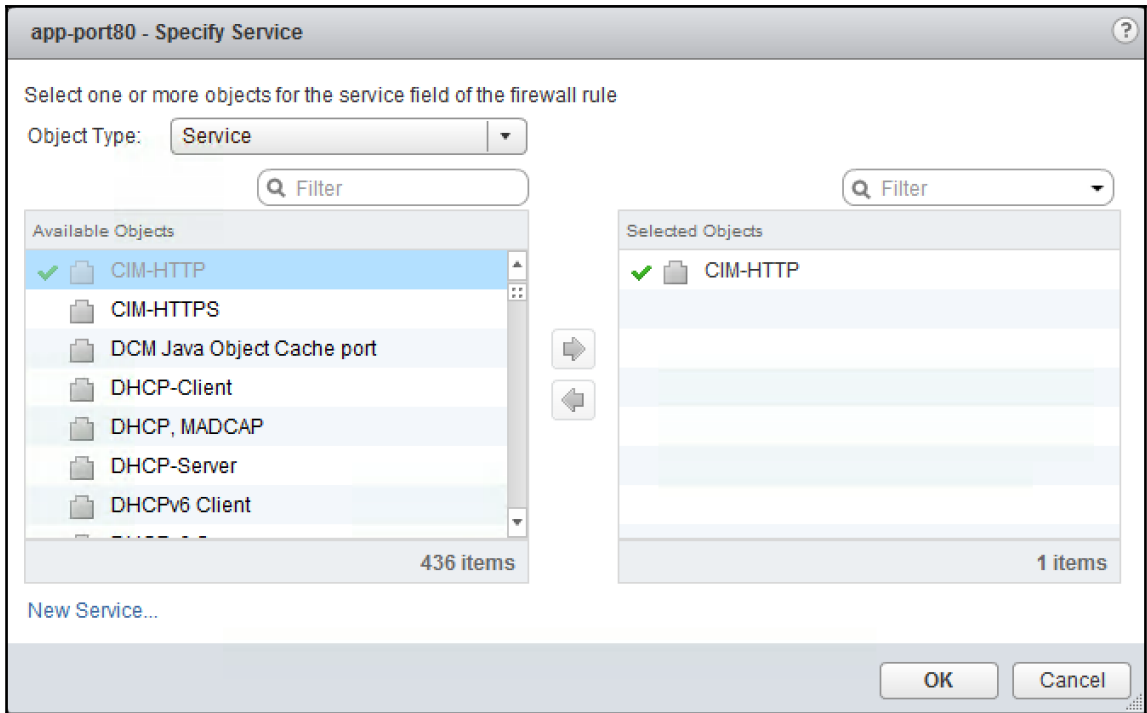 app-port80 - Specify Service
?
Select one or more objects for the service field of the firewall rule
Object Type: Service
Filter
Filter
Available Objects
Selected Objects
CIM-HTTP
CIM-HTTP
CIM-HTTPS
DCM Java Object Cache port
DHCP-Client
DHCP, MADCAP
DHCP-Server
DHCPv6 Client
436 items
1 items
New Service...
OK
Cancel